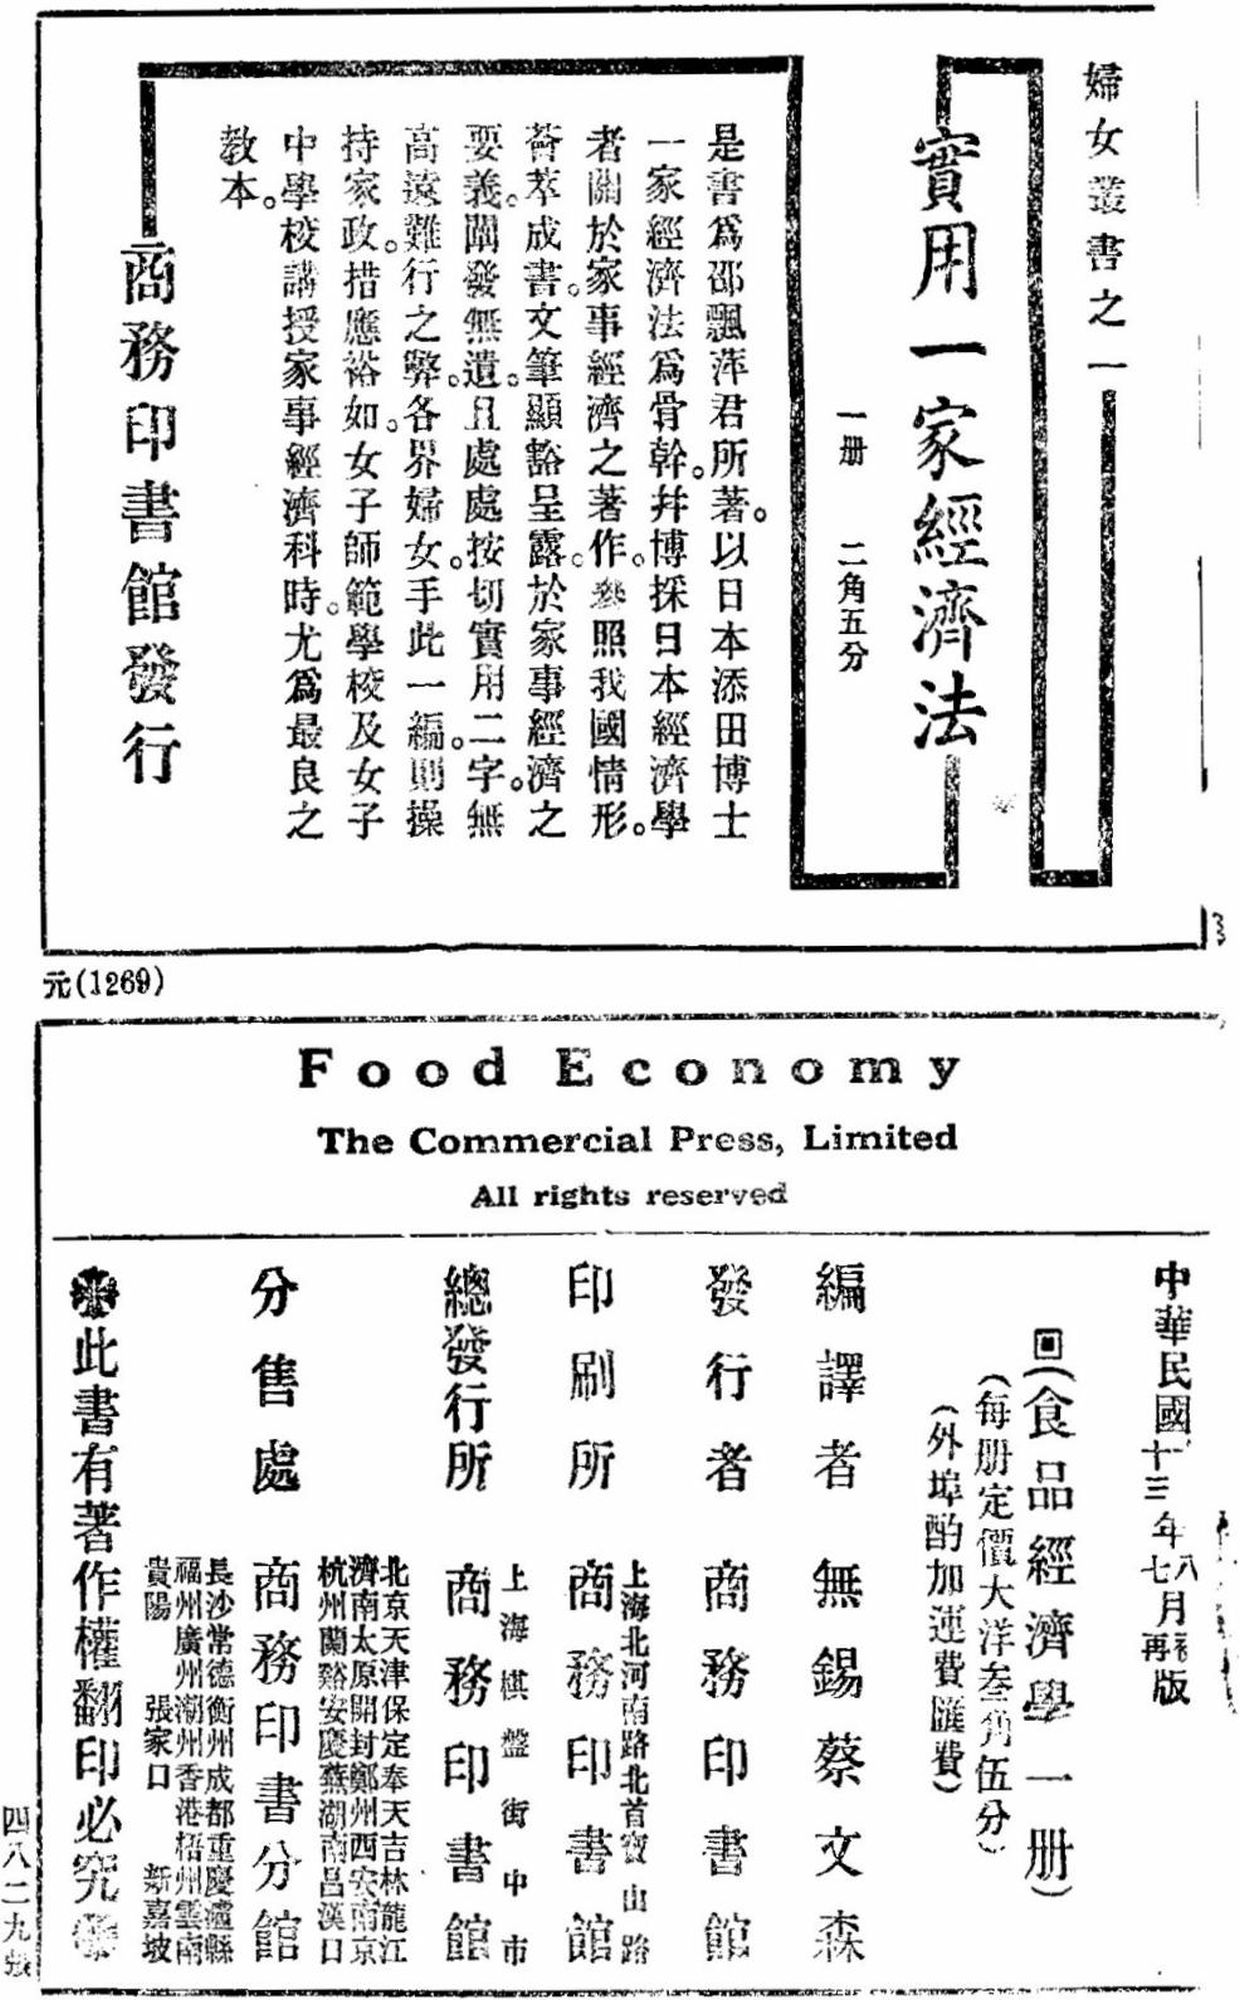 婦女叢書之一
實用一家經濟法
一册 二角五分
是書爲邵飄萍君所著。以日本添田博士
一家經濟法爲骨幹。幷博採日本經濟學
者關於家事經濟之著作。參照我國情形。
薈萃成書。文筆顯豁呈露。於家事經濟之
要義。闡發無遺。且處處按切實用二字。無
高遠難行之弊。各界婦女。手此一編。則操
持家政。措應裕如。女子師範學校及女子
中學校講授家事經濟科時。尤爲最良之
教本。
商務印書館發行
元(1269)
Food Economy
The Commercial Press, Limited
All rights reserved
中華民國十三年七月再版
(食品經濟學一册)
(每册定價大洋叁角伍分)
(外埠酌加運費匯費)
編譯者 無錫蔡文森
發行者 商務印書館
印刷所 商務印書館
上海北河南路北首寶山路
總發行所 商務印書館
上海棋盤街中市
分售處 商務印書分館
北京天津保定奉天吉林龍江
濟南太原開封鄭州西安南京
杭州蘭谿安慶蕪湖南昌漢口
長沙常德衡州成都重慶瀘縣
福州廣州潮州香港梧州雲南
貴陽 張家口 新嘉坡
此書有著作權翻印必究
四八二九